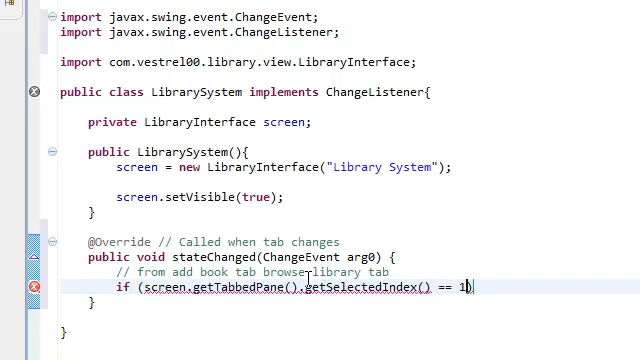 import javax.swing.event.ChangeEvent;
import javax.swing.event.ChangeListener;
import com.vestrel00.library.view.LibraryInterface;
public class LibrarySystem implements ChangeListener{
private LibraryInterface screen;
public LibrarySystem(){
screen = new LibraryInterface("Library System");
screen.setVisible(true);
}
@Override // Called when tab changes
public void stateChanged(ChangeEvent arg0) {
// from add book tab browse library tab
if (screen.getTabbedPane().getSelectedIndex() == 1)
}
}